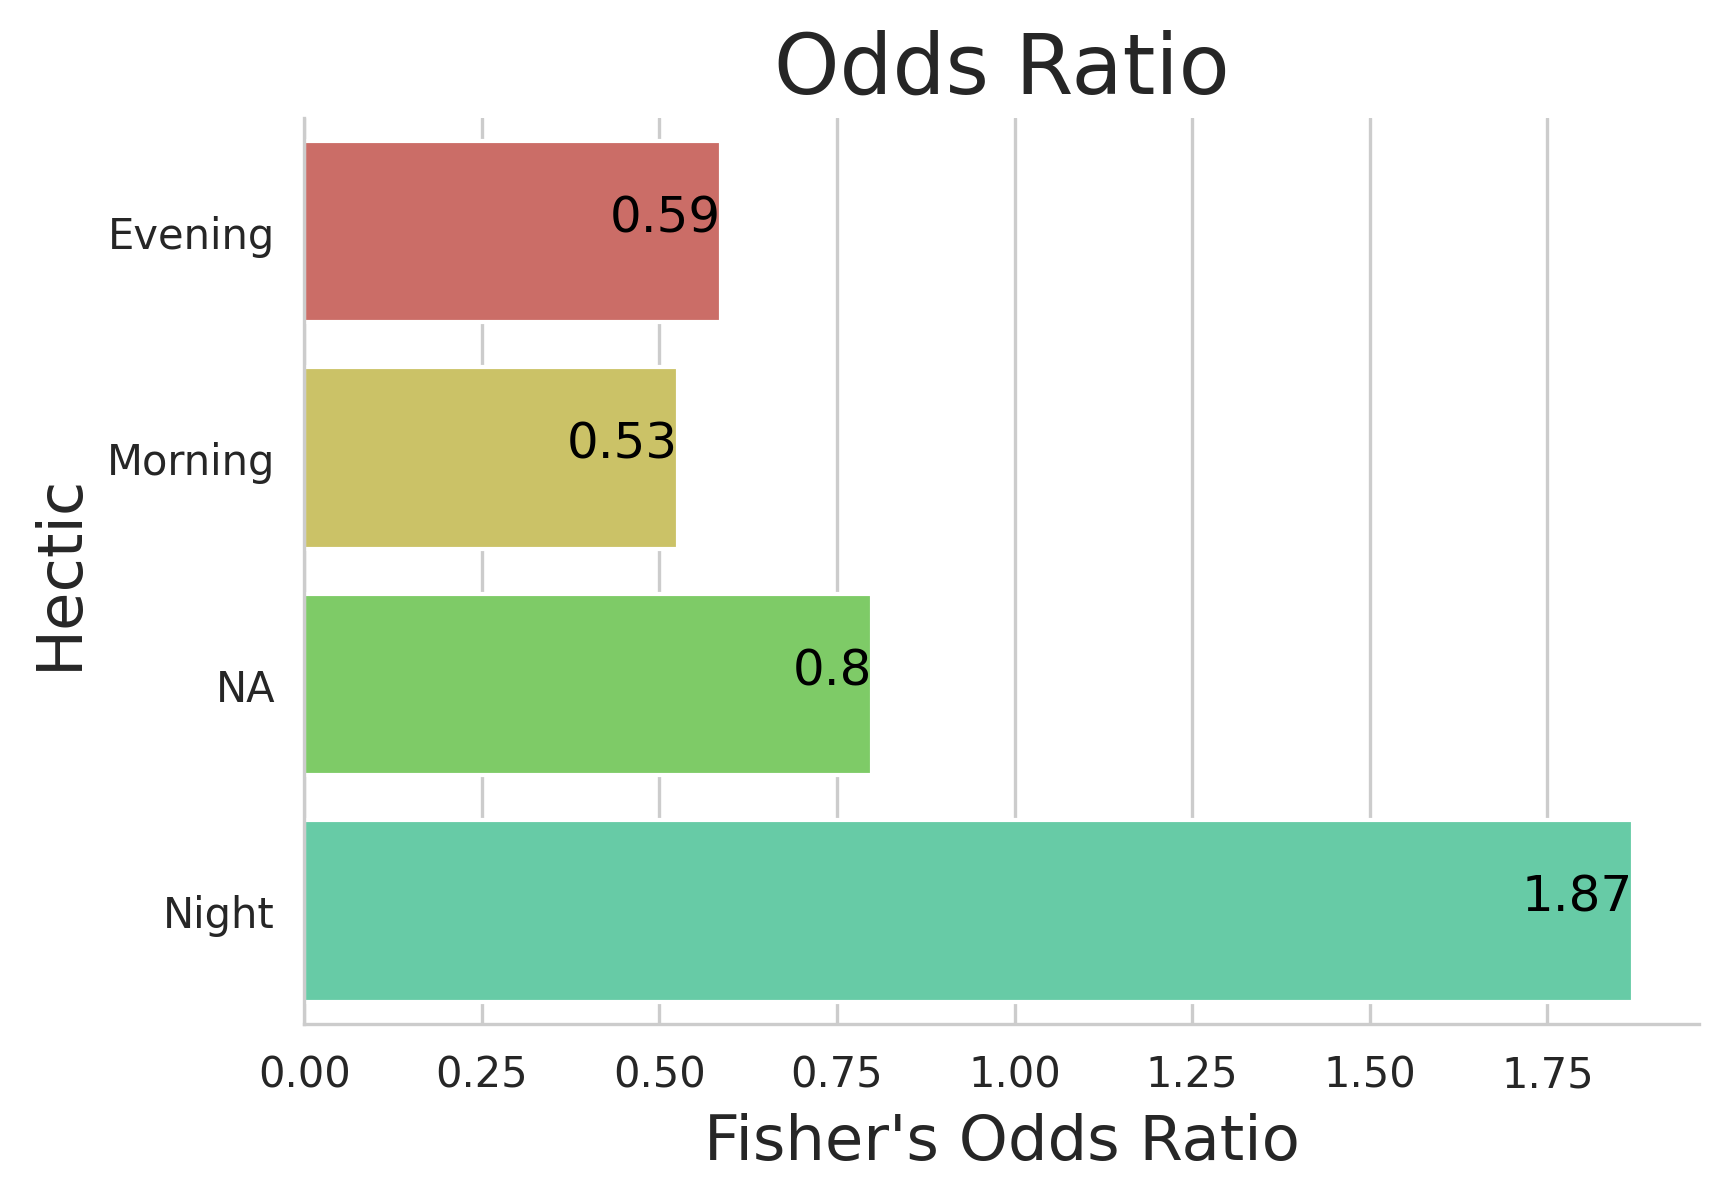 Odds Ratio
Hectic
Evening
0.59
Morning
0.53
NA
0.8
Night
1.87
0.00 0.25 0.50 0.75 1.00 1.25 1.50 1.75
Fisher's Odds Ratio